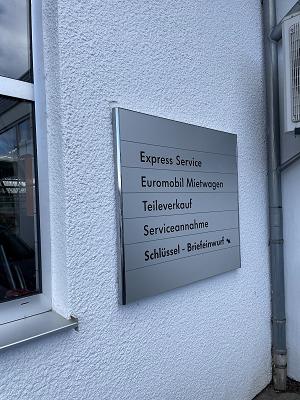 Express Service
Euromobil Mietwagen
Teileverkauf
Serviceannahme
Schlüssel - Briefeinwurf ➘